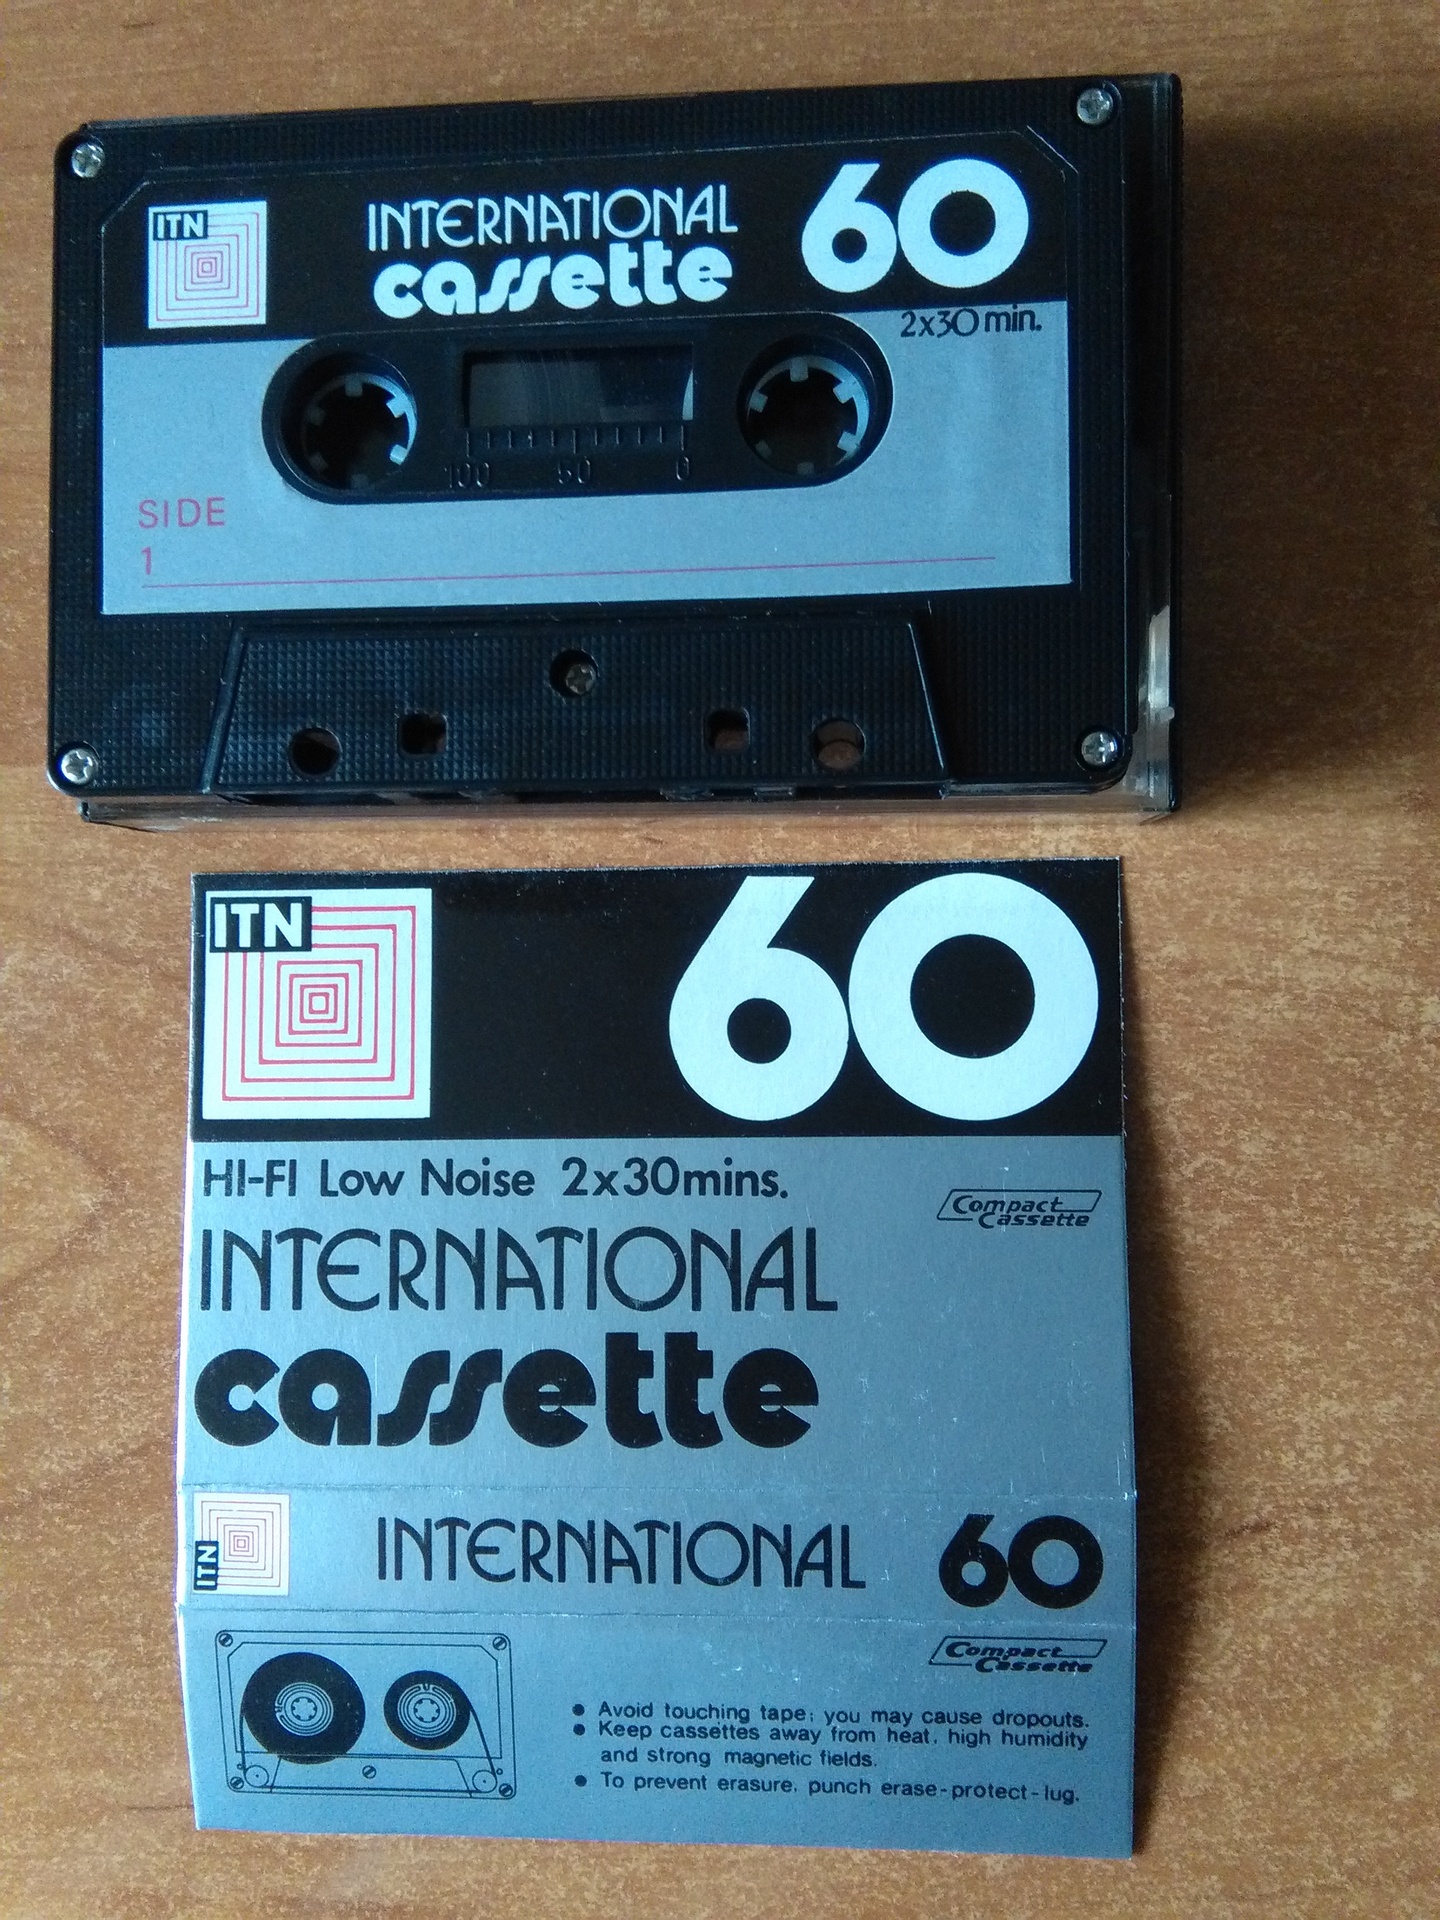 ITN
INTERNATIONAL
cassette
60
2x30 min.
100 50 0
SIDE
1
ITN
60
HI-FI Low Noise 2x30mins.
Compact
Cassette
INTERNATIONAL
cassette
ITN
INTERNATIONAL
60
Compact
Cassette
● Avoid touching tape; you may cause dropouts.
● Keep cassettes away from heat, high humidity
and strong magnetic fields.
● To prevent erasure, punch erase-protect-lug.